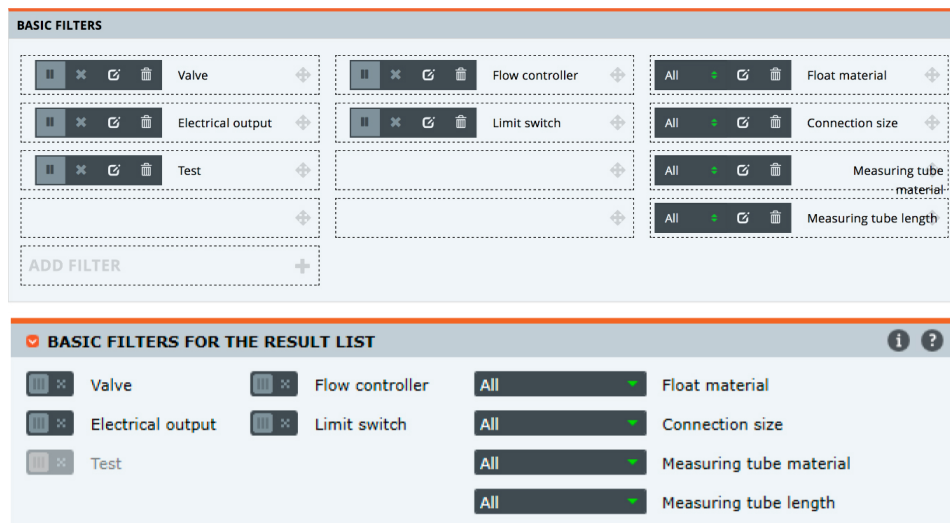 BASIC FILTERS
Valve
Flow controller
All
Float material
Electrical output
Limit switch
All
Connection size
Test
All
Measuring tube
material
All
Measuring tube length
ADD FILTER
BASIC FILTERS FOR THE RESULT LIST
Valve
Flow controller
All
Float material
Electrical output
Limit switch
All
Connection size
Test
All
Measuring tube material
All
Measuring tube length